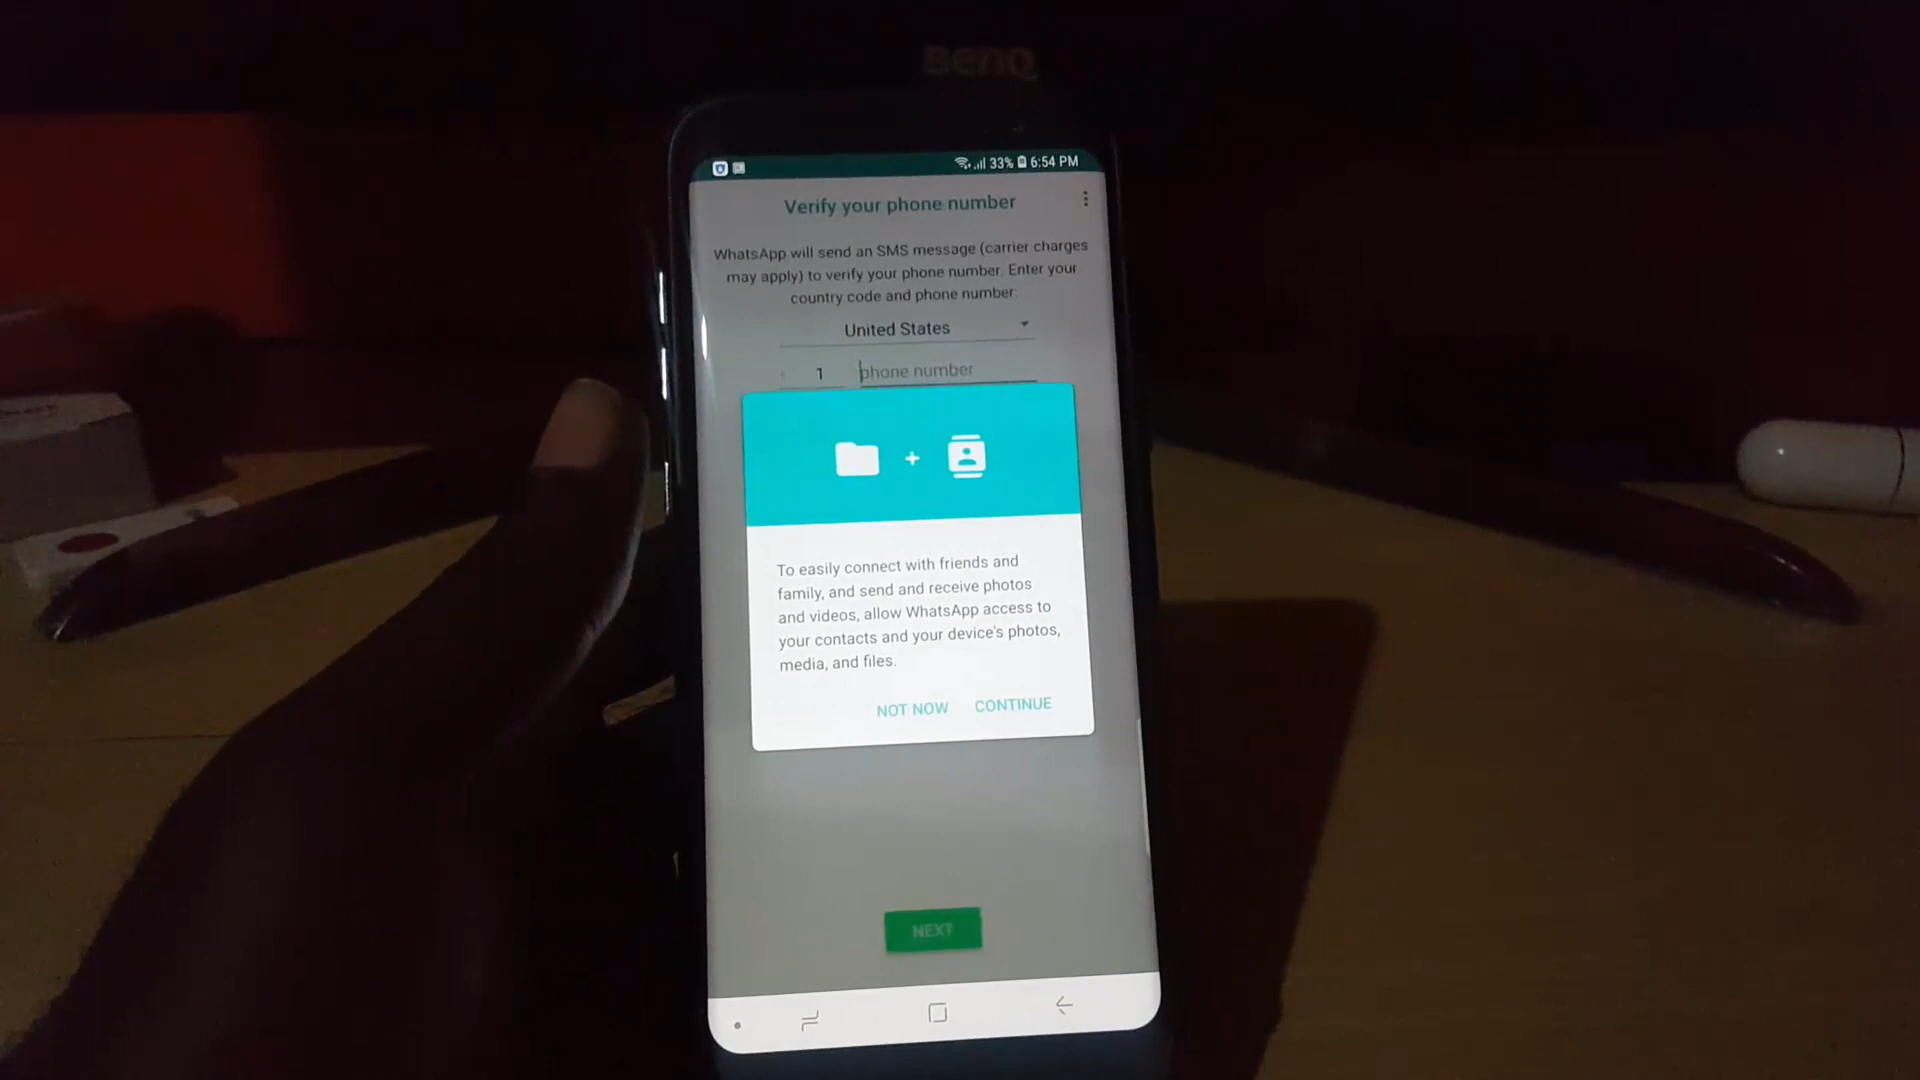 BenQ
33% 6:54 PM
Verify your phone number
WhatsApp will send an SMS message (carrier charges
may apply) to verify your phone number. Enter your
country code and phone number.
United States
+ 1 phone number
To easily connect with friends and
family, and send and receive photos
and videos, allow WhatsApp access to
your contacts and your device's photos,
media, and files.
NOT NOW CONTINUE
NEXT